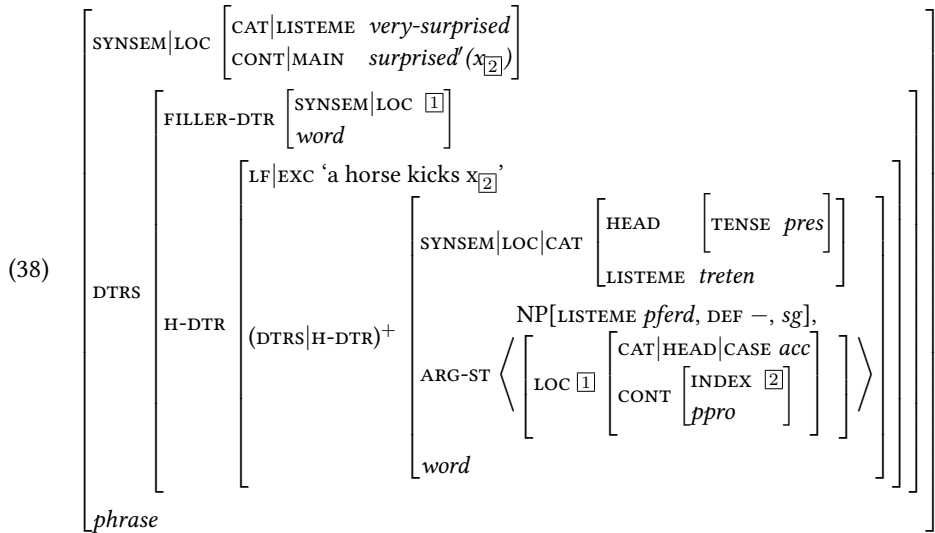 SYNSEM|LOC [CAT|LISTEME very-surprised
CONT|MAIN surprised′(x[2])]
FILLER-DTR [SYNSEM|LOC [1]
word]
LF|EXC ‘a horse kicks x[2]’
SYNSEM|LOC|CAT [HEAD [TENSE pres]
LISTEME treten]
(38) DTRS
H-DTR (DTRS|H-DTR)+
NP[LISTEME pferd, DEF −, sg],
ARG-ST ⟨[LOC [1] [CAT|HEAD|CASE acc
CONT [INDEX [2]
ppro]]]⟩
word
phrase